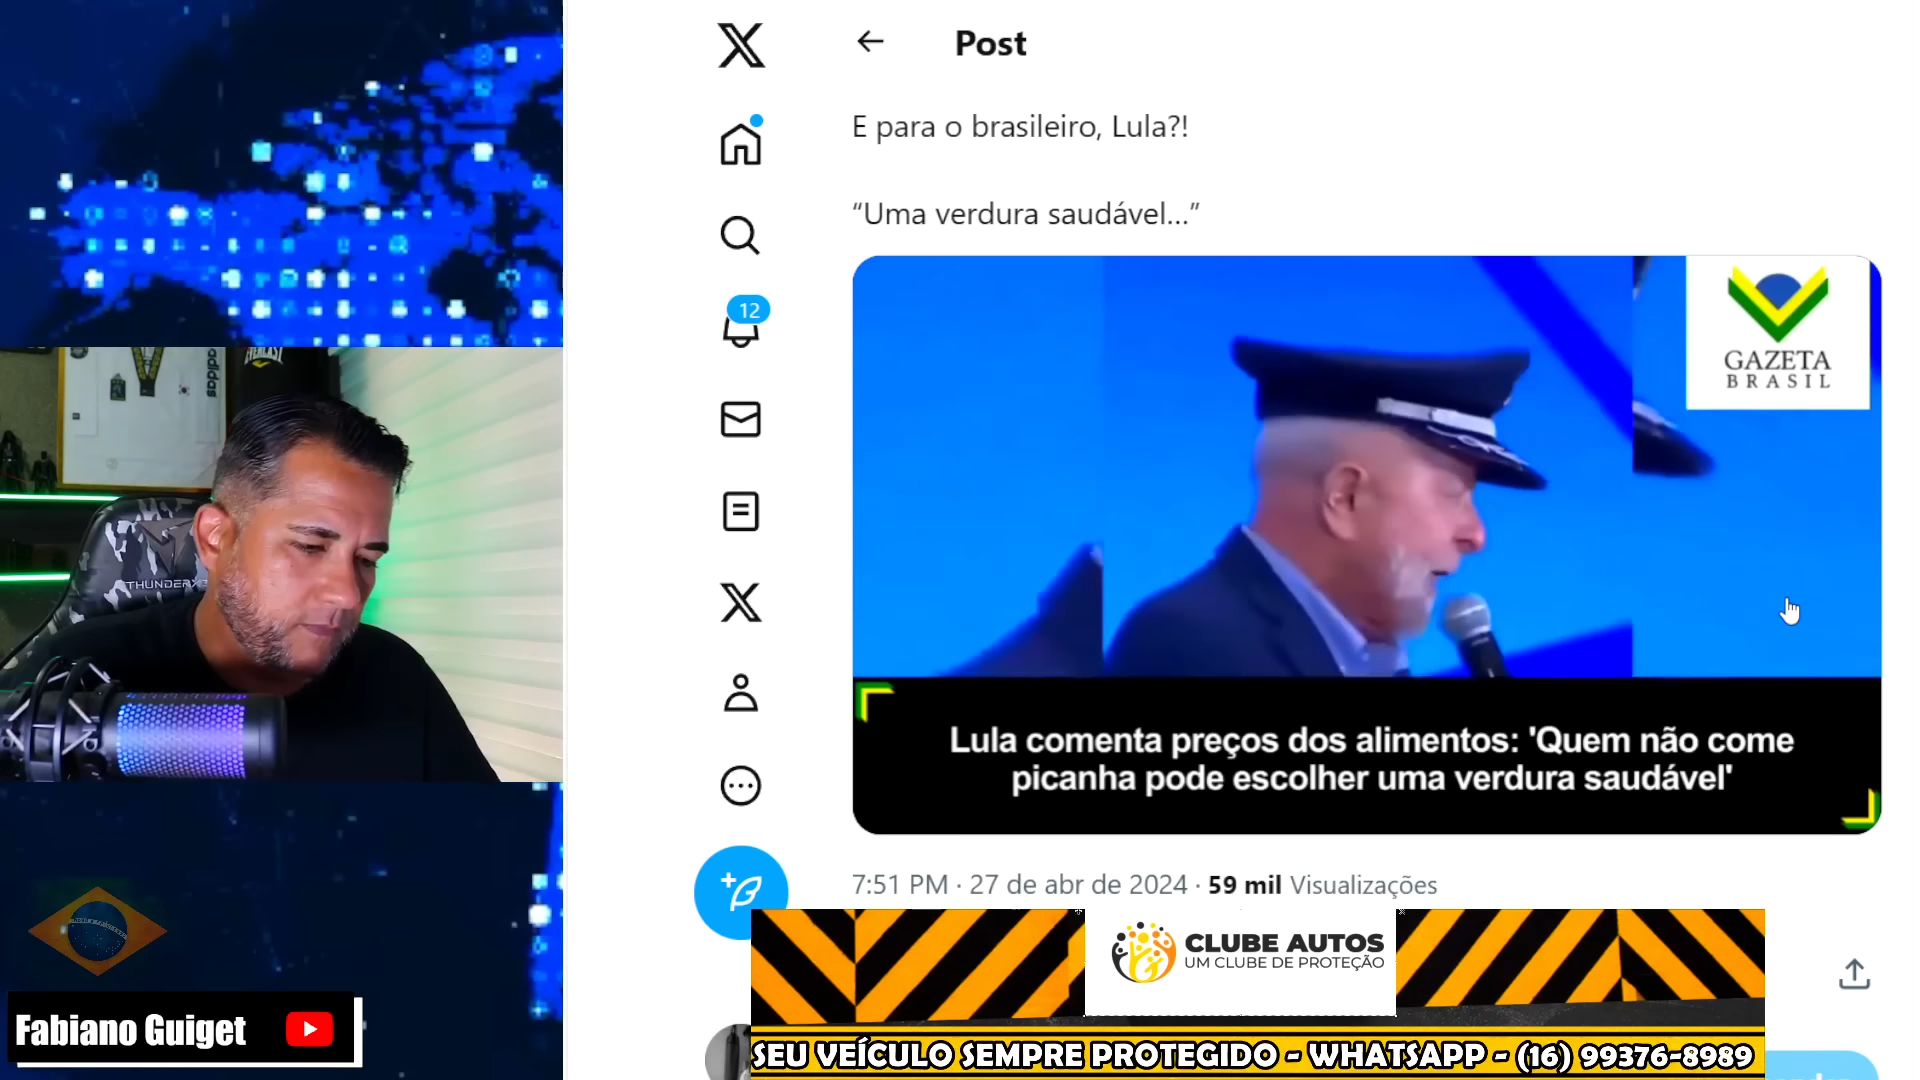 Post
E para o brasileiro, Lula?!
“Uma verdura saudável...”
12
GAZETA
BRASIL
Lula comenta preços dos alimentos: 'Quem não come
picanha pode escolher uma verdura saudável'
7:51 PM · 27 de abr de 2024 · 59 mil Visualizações
EVERLAST
adidas
THUNDERX
CLUBE AUTOS
UM CLUBE DE PROTEÇÃO
Fabiano Guiget
SEU VEÍCULO SEMPRE PROTEGIDO - WHATSAPP - (16) 99376-8989